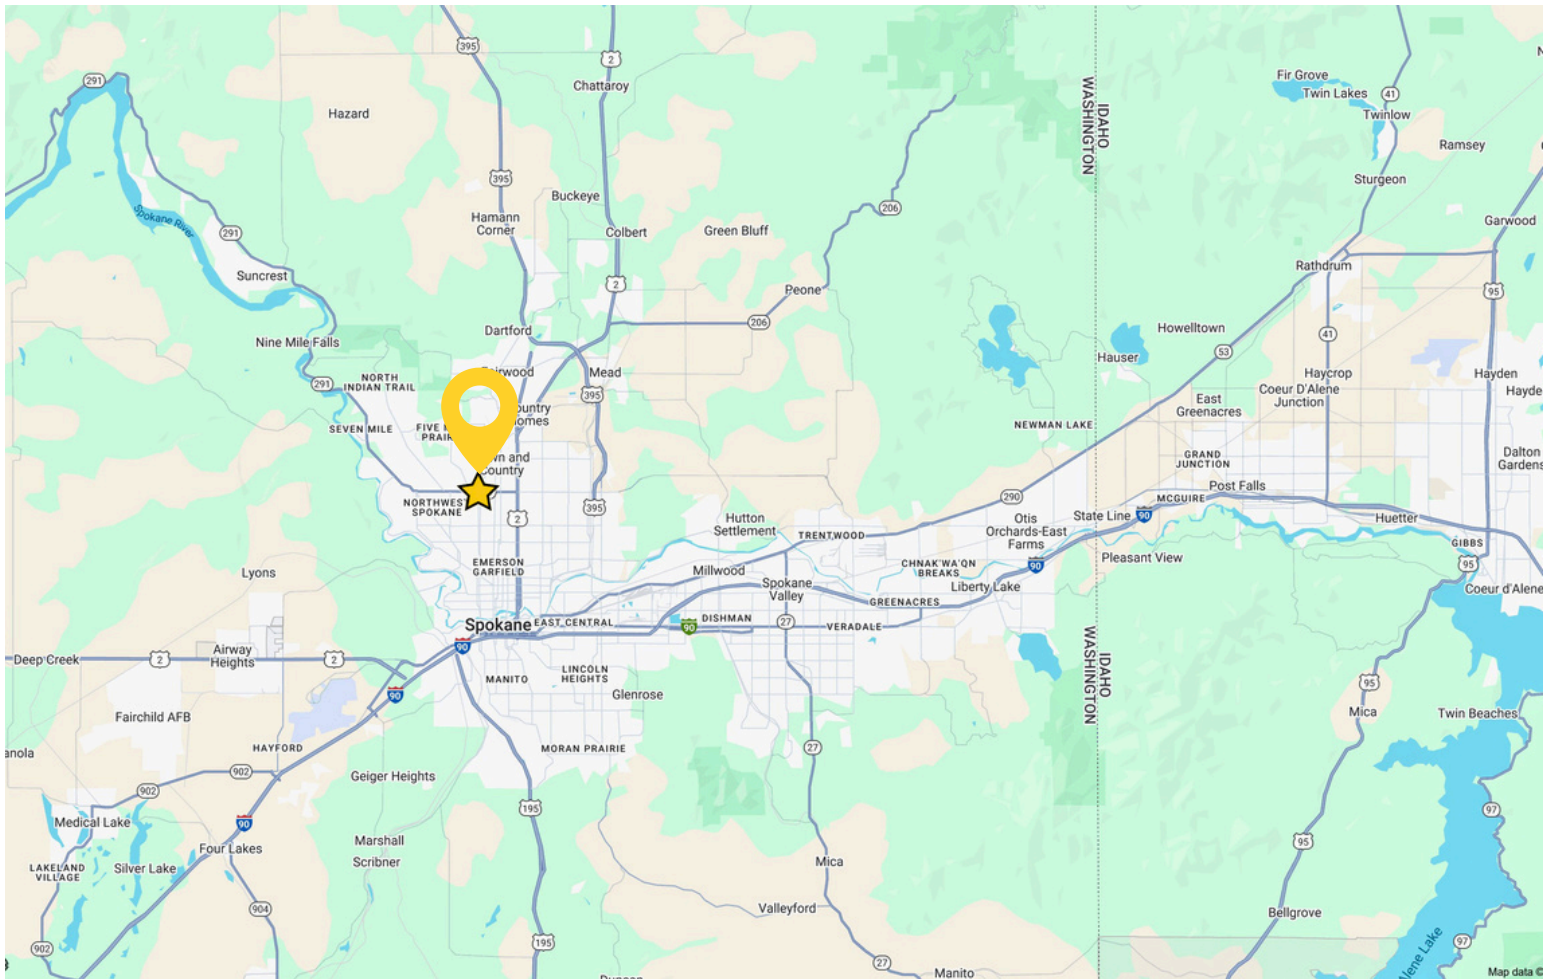 395
2
Chattaroy
291
Hazard
Fir Grove
Twin Lakes
41
Twinlow
IDAHO
WASHINGTON
Ramsey
395
Sturgeon
Buckeye
206
Spokane River
Hamann
Corner
Colbert
Green Bluff
Garwood
291
Suncrest
2
Peone
Rathdrum
95
206
Dartford
Howelltown
41
Nine Mile Falls
53
Hauser
NORTH
INDIAN TRAIL
291
Mead
Haycrop
Hayden
395
Coeur D'Alene
Junction
East
Greenacres
SEVEN MILE
FIVE
NEWMAN LAKE
Country
GRAND
JUNCTION
Dalton
Gardens
NORTHWEST
SPOKANE
290
MCGUIRE
Post Falls
395
2
Hutton
Settlement
TRENTWOOD
Otis
Orchards-East
Farms
State Line
90
Huetter
GIBBS
Pleasant View
EMERSON
GARFIELD
Lyons
Millwood
Spokane
Valley
CHNAK'WA'QN
BREAKS
90
95
Liberty Lake
Coeur d'Alene
GREENACRES
Spokane
EAST CENTRAL
90
DISHMAN
27
VERADALE
90
IDAHO
WASHINGTON
Deep Creek
2
Airway
Heights
2
LINCOLN
HEIGHTS
MANITO
90
Glenrose
95
Mica
Twin Beaches
Fairchild AFB
HAYFORD
MORAN PRAIRIE
27
902
Geiger Heights
902
195
97
Medical Lake
90
Marshall
95
Four Lakes
Scribner
Mica
LAKELAND
VILLAGE
Silver Lake
904
Valleyford
Bellgrove
902
195
97
27
Manito
Alene Lake
Map data ©